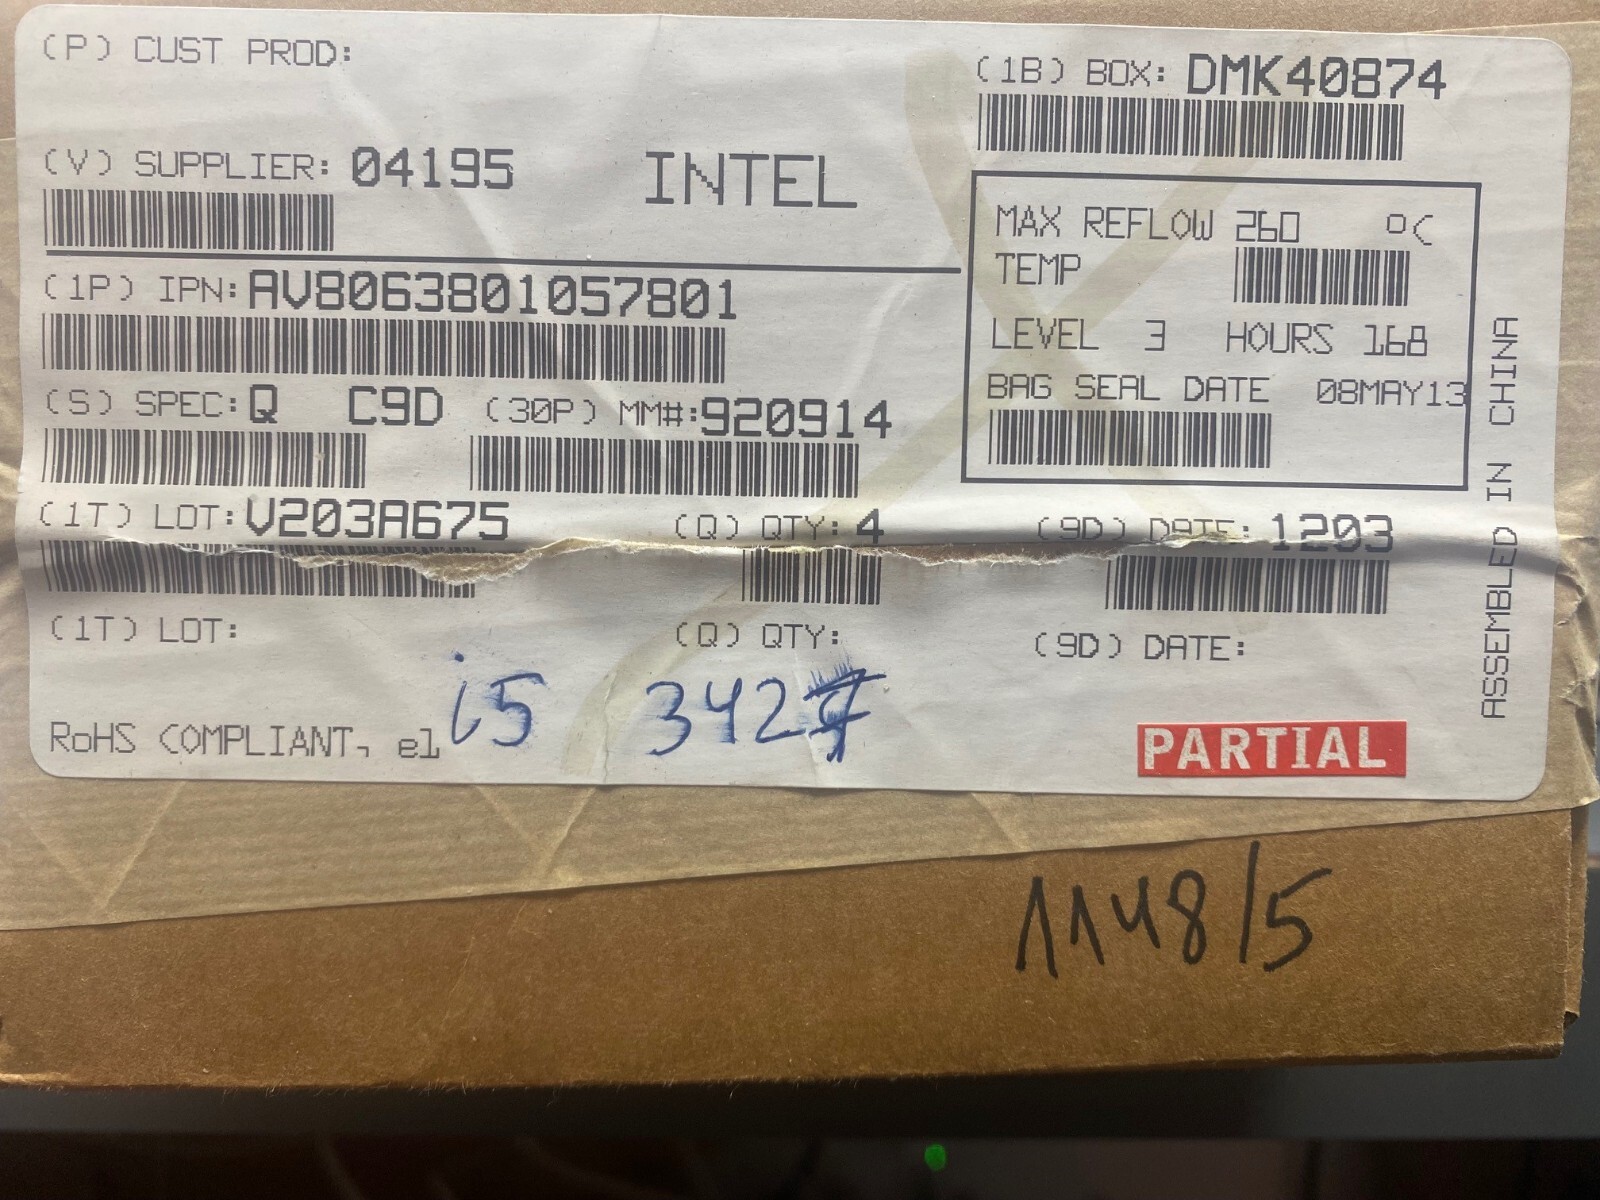 (P) CUST PROD:
(1B) BOX: DMK40874
(V) SUPPLIER: 04195
INTEL
MAX REFLOW 260 °C
TEMP
LEVEL 3 HOURS 168
BAG SEAL DATE 08MAY13
(1P) IPN: AV8063801057801
(S) SPEC: Q C9D (30P) MM#: 920914
(1T) LOT: V203A675 (Q) QTY: 4 (9D) DATE: 1203
(1T) LOT: (Q) QTY: (9D) DATE:
ASSEMBLED IN CHINA
RoHS COMPLIANT, e1
i5 3427
PARTIAL
1148/5